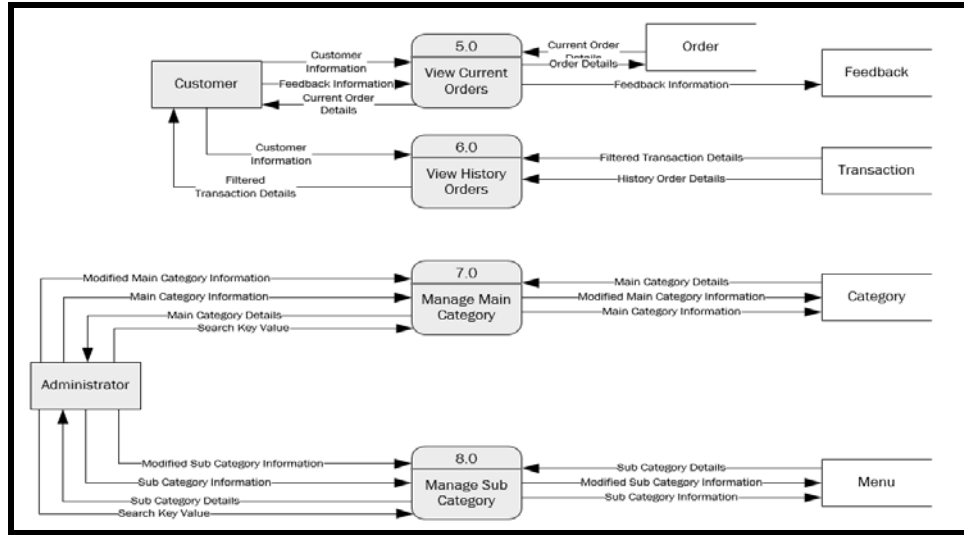 5.0
View Current
Orders
Order
Feedback
Customer
Customer
Information
Feedback Information
Current Order
Details
Current Order
Details
Order Details
Feedback Information
6.0
View History
Orders
Customer
Information
Filtered
Transaction Details
Filtered Transaction Details
History Order Details
Transaction
7.0
Manage Main
Category
Modified Main Category Information
Main Category Information
Main Category Details
Search Key Value
Main Category Details
Modified Main Category Information
Main Category Information
Category
Administrator
8.0
Manage Sub
Category
Modified Sub Category Information
Sub Category Information
Sub Category Details
Search Key Value
Sub Category Details
Modified Sub Category Information
Sub Category Information
Menu